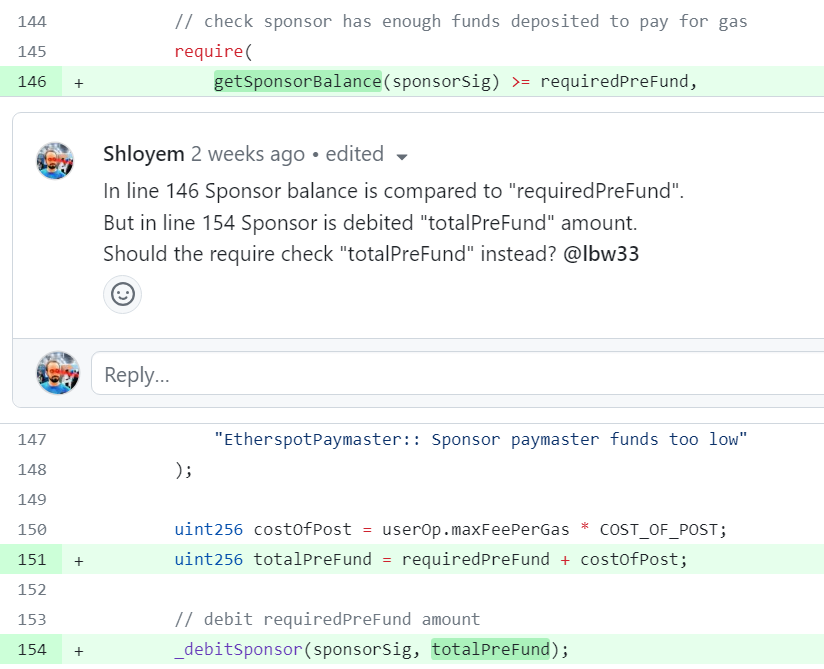 144 // check sponsor has enough funds deposited to pay for gas
145 require(
146 + getSponsorBalance(sponsorSig) >= requiredPreFund,
Shloyem 2 weeks ago • edited
In line 146 Sponsor balance is compared to "requiredPreFund".
But in line 154 Sponsor is debited "totalPreFund" amount.
Should the require check "totalPreFund" instead? @lbw33
Reply...
147 "EtherspotPaymaster:: Sponsor paymaster funds too low"
148 );
149
150 uint256 costOfPost = userOp.maxFeePerGas * COST_OF_POST;
151 + uint256 totalPreFund = requiredPreFund + costOfPost;
152
153 // debit requiredPreFund amount
154 + _debitSponsor(sponsorSig, totalPreFund);